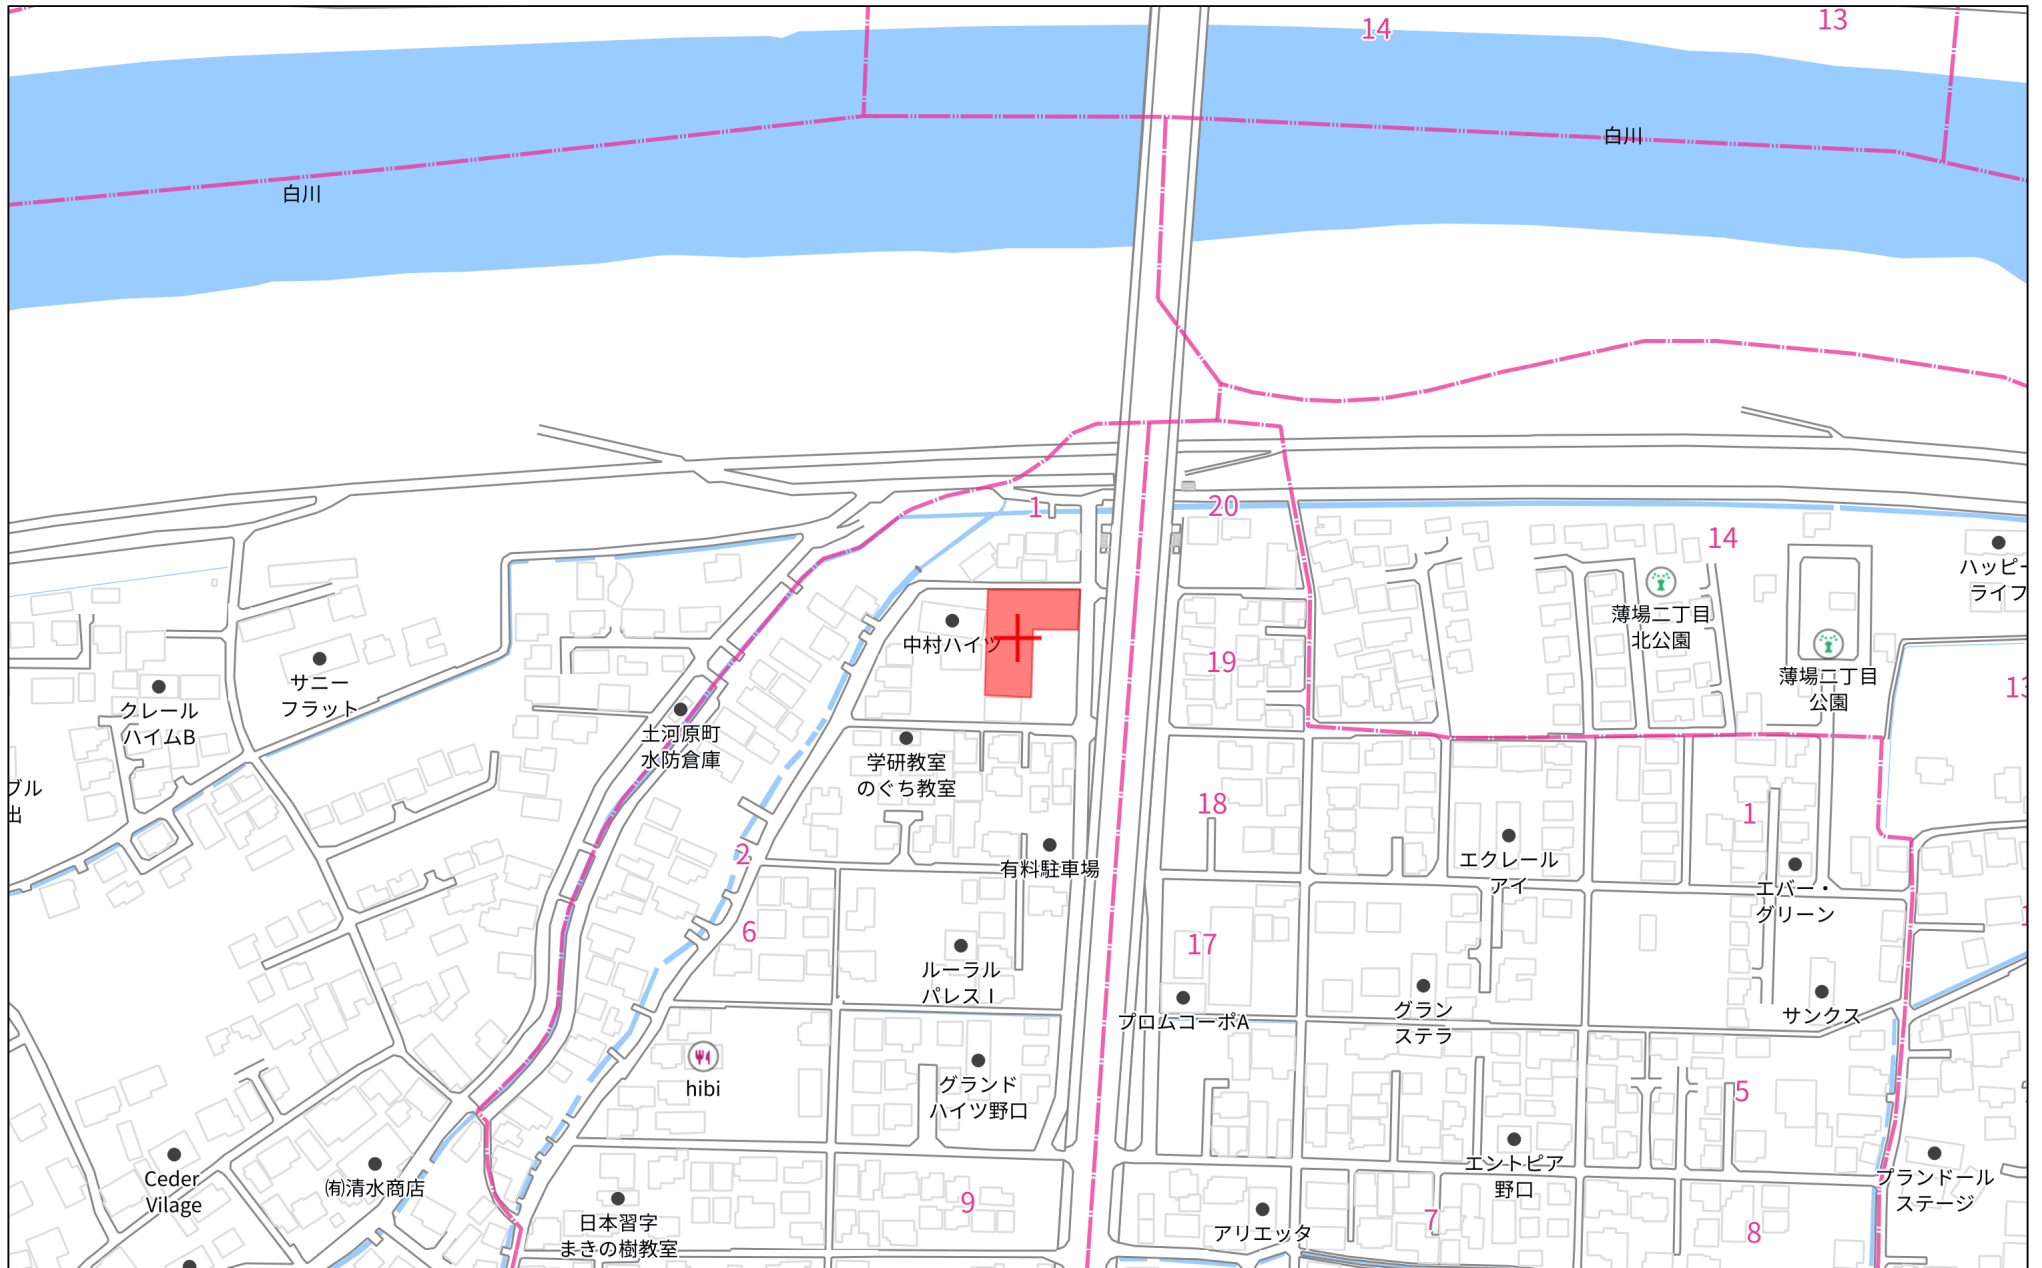 14
13
白川
白川
1
20
14
ハッピー
ライフ
薄場二丁目
北公園
中村ハイツ
19
薄場二丁目
公園
13
サニー
フラット
クレール
ハイムB
土河原町
水防倉庫
学研教室
のぐち教室
ブル
出
18
1
2
有料駐車場
エクレール
アイ
エバー・
グリーン
6
17
ルーラル
パレスⅠ
グラン
ステラ
サンクス
プロムコーポA
hibi
グランド
ハイツ野口
5
Ceder
Vilage
㈲清水商店
エントピア
野口
プランドール
ステージ
日本習字
まきの樹教室
9
アリエッタ
7
8